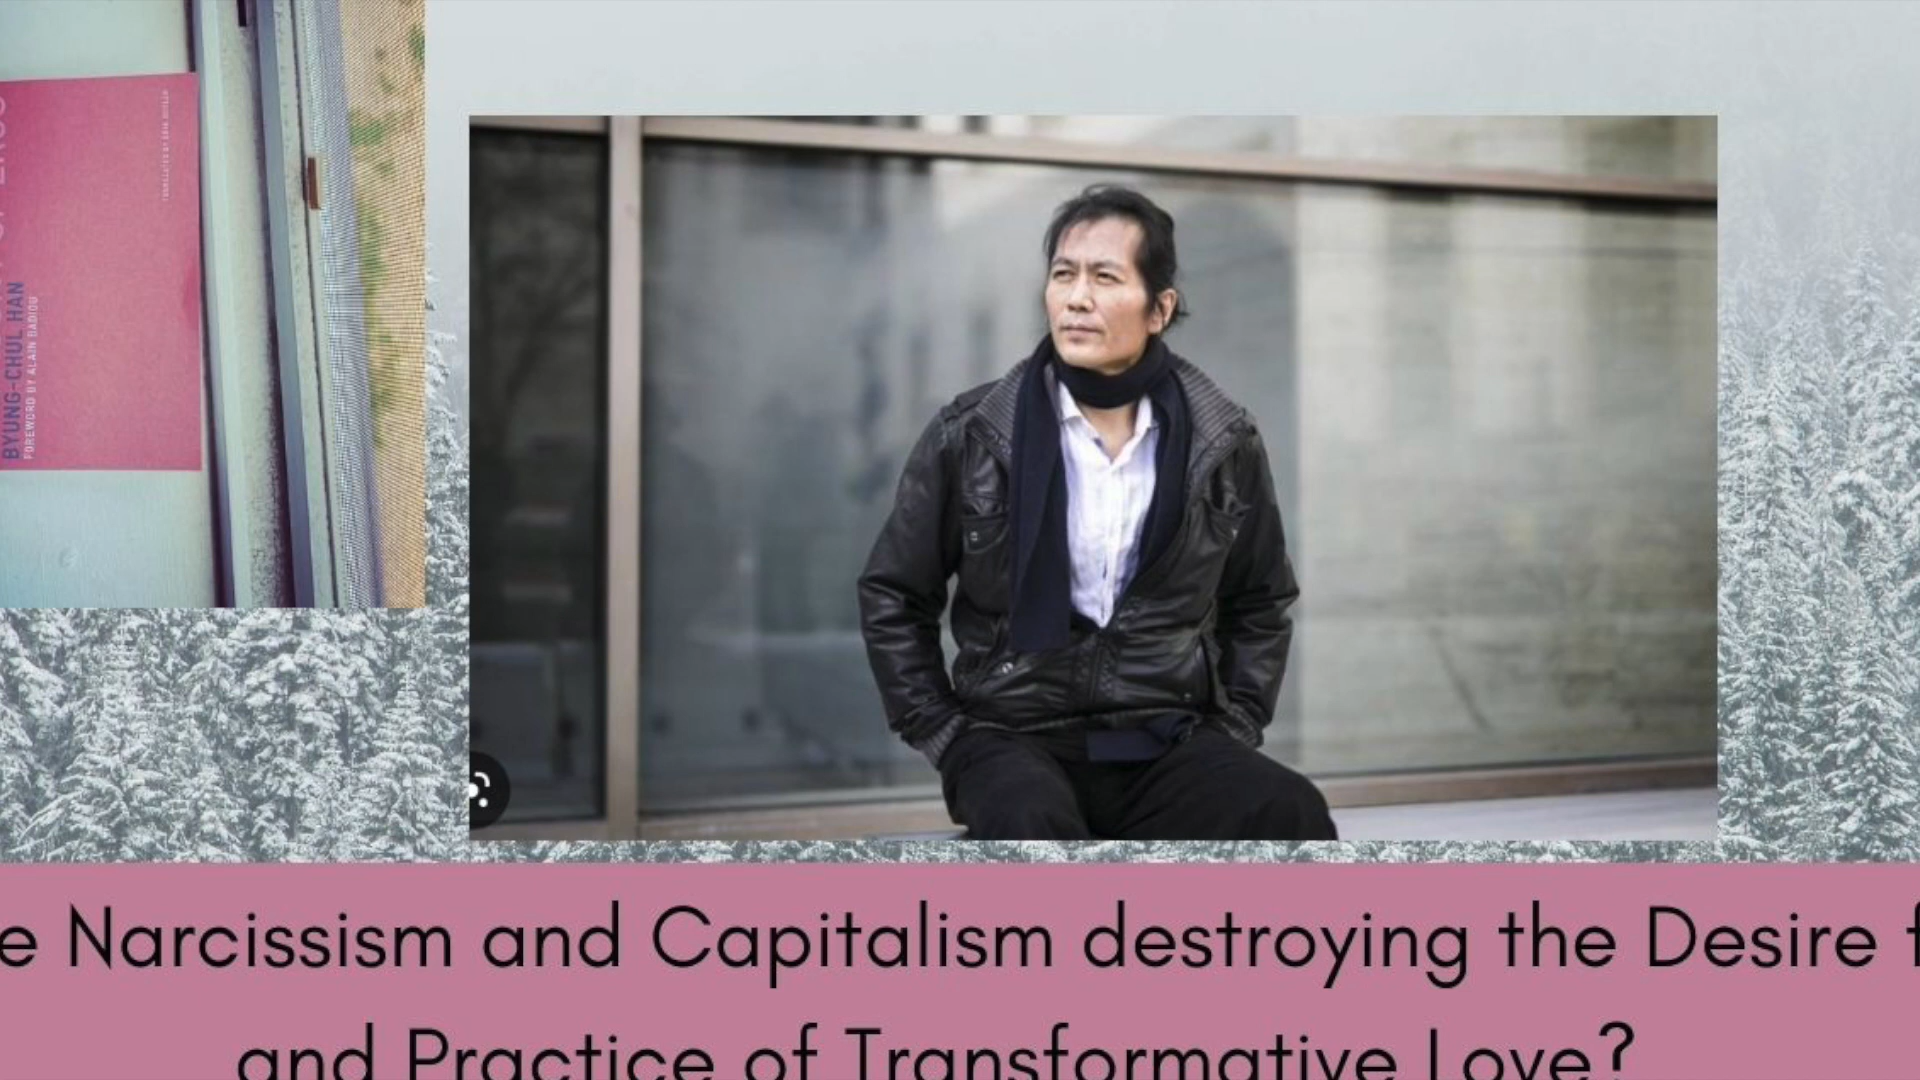 BYUNG-CHUL HAN
FOREWORD BY ALAIN BADIOU
e Narcissism and Capitalism destroying the Desire f
and Practice of Transformative Love?